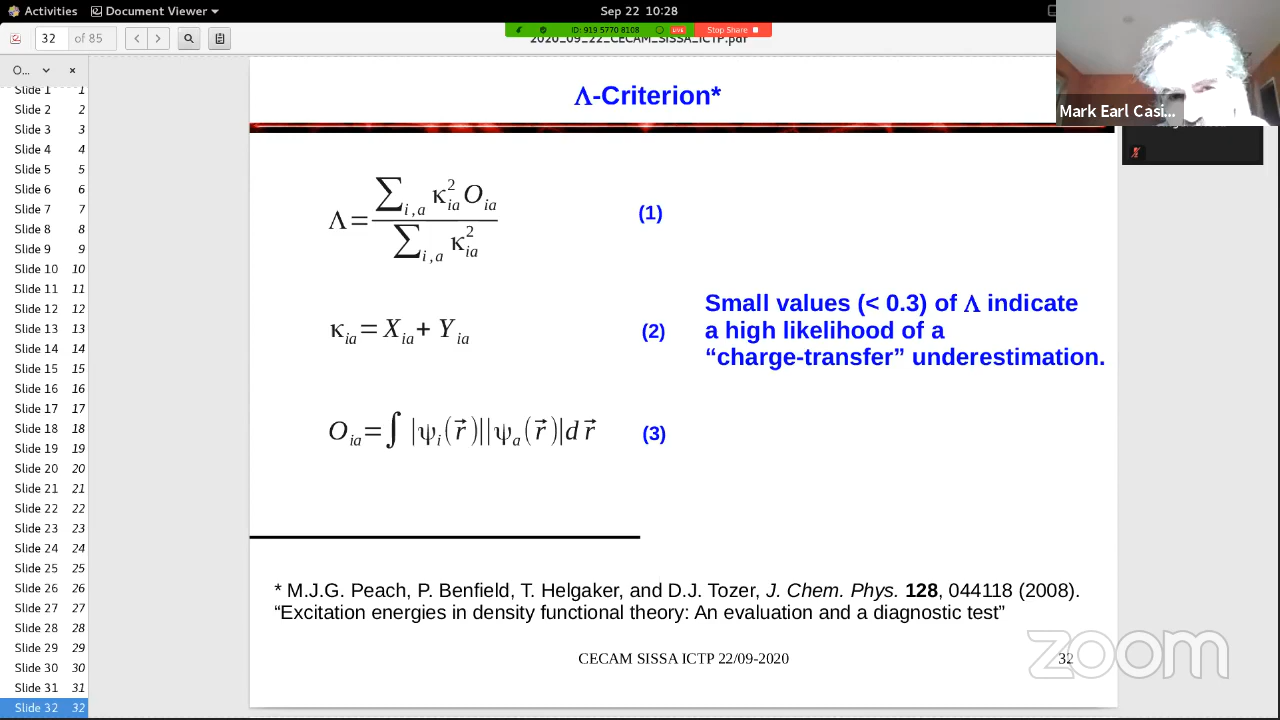 Activities
Document Viewer
Sep 22 10:28
32 of 85
ID: 919 5770 8108
LIVE
Stop Share
2020_09_22_CECAM_SISSA_ICTP.pdf
O...
Slide 1 1
Slide 2 2
Slide 3 3
Slide 4 4
Slide 5 5
Slide 6 6
Slide 7 7
Slide 8 8
Slide 9 9
Slide 10 10
Slide 11 11
Slide 12 12
Slide 13 13
Slide 14 14
Slide 15 15
Slide 16 16
Slide 17 17
Slide 18 18
Slide 19 19
Slide 20 20
Slide 21 21
Slide 22 22
Slide 23 23
Slide 24 24
Slide 25 25
Slide 26 26
Slide 27 27
Slide 28 28
Slide 29 29
Slide 30 30
Slide 31 31
Slide 32 32
Λ-Criterion*
Λ = ∑_{i,a} κ_{ia}^2 O_{ia} / ∑_{i,a} κ_{ia}^2 (1)
κ_{ia} = X_{ia} + Y_{ia} (2)
O_{ia} = ∫ |ψ_i(r⃗)||ψ_a(r⃗)|d r⃗ (3)
Small values (< 0.3) of Λ indicate
a high likelihood of a
“charge-transfer” underestimation.
* M.J.G. Peach, P. Benfield, T. Helgaker, and D.J. Tozer, J. Chem. Phys. 128, 044118 (2008).
“Excitation energies in density functional theory: An evaluation and a diagnostic test”
CECAM SISSA ICTP 22/09-2020
32
Mark Earl Casi...
zoom